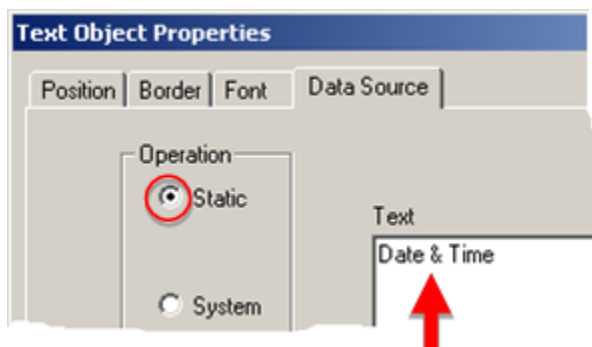 Text Object Properties
Position Border Font Data Source
Operation
Static
Text
Date & Time
System